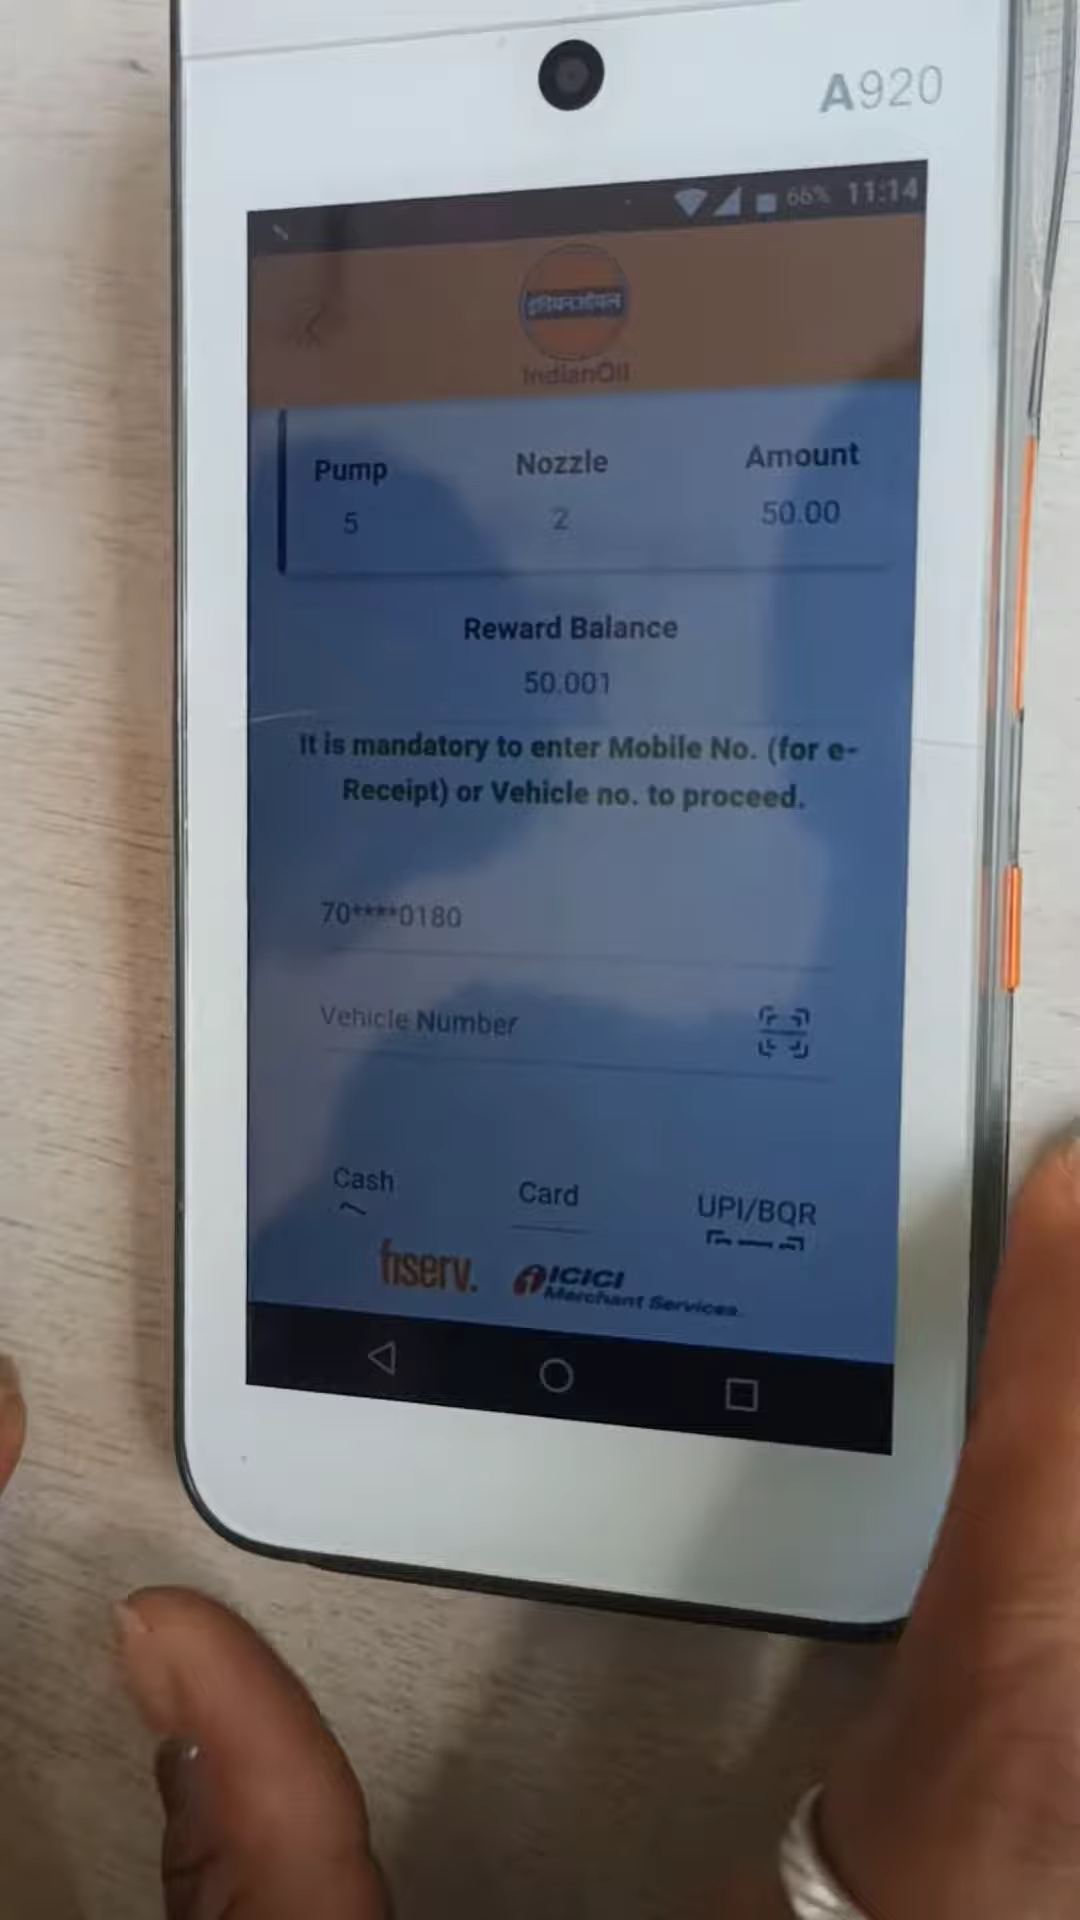 A920
66% 11:14
इंडियनऑयल
IndianOil
Pump Nozzle Amount
5 2 50.00
Reward Balance
50.001
It is mandatory to enter Mobile No. (for e-
Receipt) or Vehicle no. to proceed.
70****0180
Vehicle Number
Cash Card UPI/BQR
fiserv. ICICI
Merchant Services